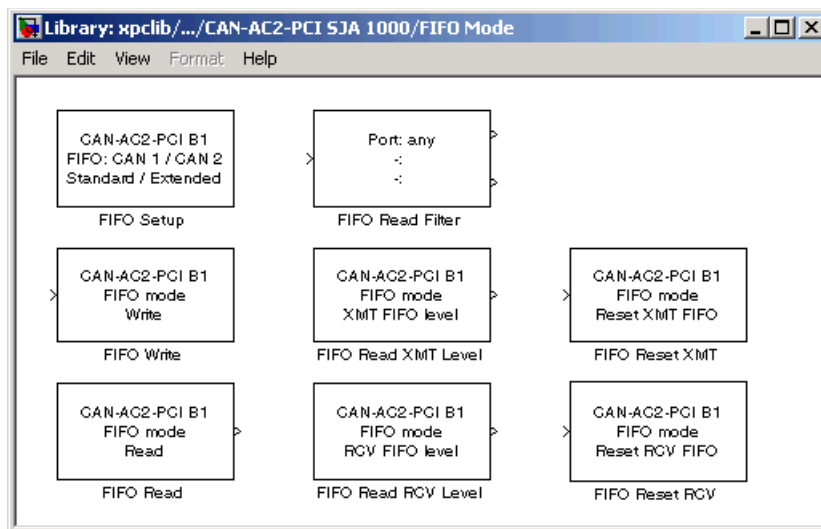 Library: xpclib/.../CAN-AC2-PCI SJA 1000/FIFO Mode
File Edit View Format Help
CAN-AC2-PCI B1
FIFO: CAN 1 / CAN 2
Standard / Extended
FIFO Setup
Port: any
-:
-:
FIFO Read Filter
CAN-AC2-PCI B1
FIFO mode
Write
FIFO Write
CAN-AC2-PCI B1
FIFO mode
XMT FIFO level
FIFO Read XMT Level
CAN-AC2-PCI B1
FIFO mode
Reset XMT FIFO
FIFO Reset XMT
CAN-AC2-PCI B1
FIFO mode
Read
FIFO Read
CAN-AC2-PCI B1
FIFO mode
RCV FIFO level
FIFO Read RCV Level
CAN-AC2-PCI B1
FIFO mode
Reset RCV FIFO
FIFO Reset RCV